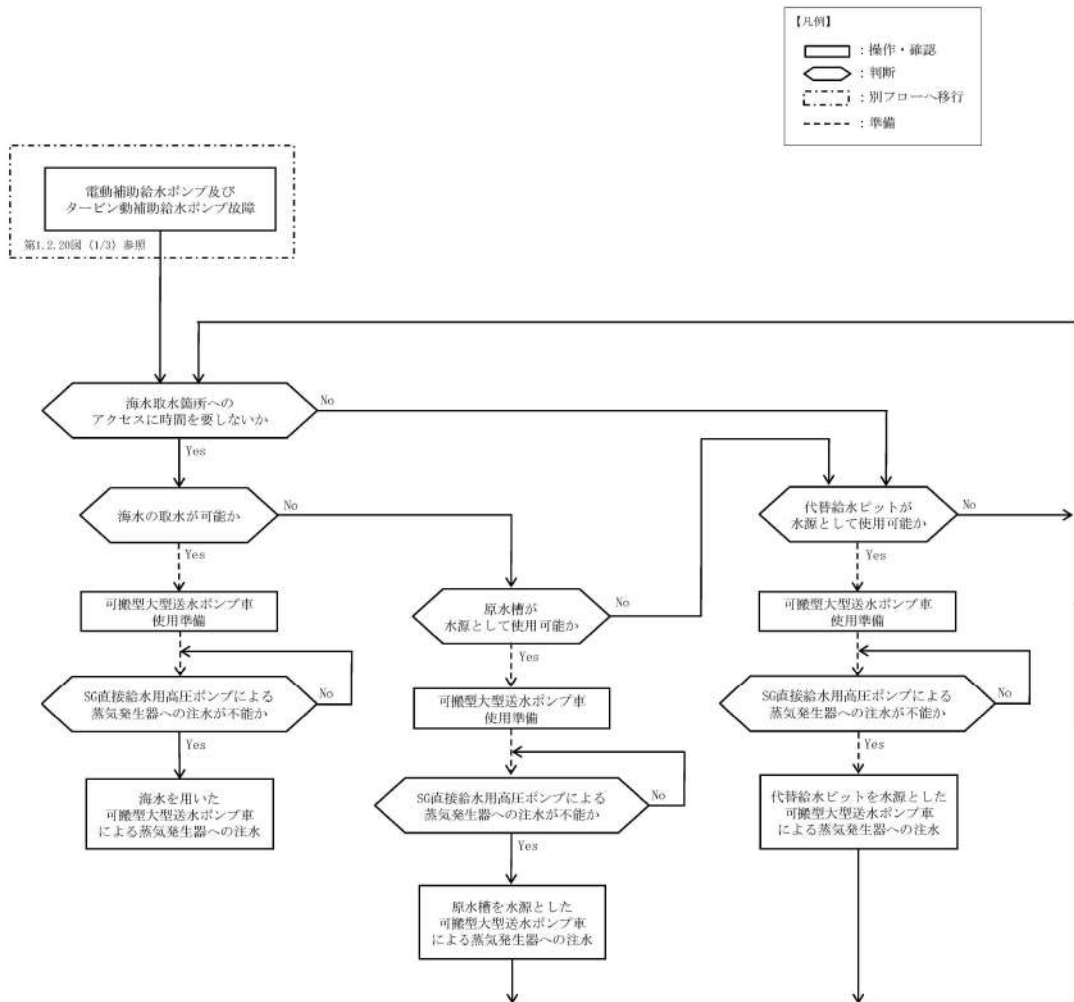 【凡例】
：操作・確認
：判断
：別フローへ移行
：準備
電動補助給水ポンプ及び
タービン動補助給水ポンプ故障
第1.2.20図（1/3）参照
海水取水箇所への
アクセスに時間を要しないか
No
Yes
海水の取水が可能か
No
Yes
代替給水ピットが
水源として使用可能か
No
Yes
可搬型大型送水ポンプ車
使用準備
原水槽が
水源として使用可能か
No
Yes
可搬型大型送水ポンプ車
使用準備
SG直接給水用高圧ポンプによる
蒸気発生器への注水が不能か
No
Yes
可搬型大型送水ポンプ車
使用準備
SG直接給水用高圧ポンプによる
蒸気発生器への注水が不能か
No
Yes
海水を用いた
可搬型大型送水ポンプ車
による蒸気発生器への注水
SG直接給水用高圧ポンプによる
蒸気発生器への注水が不能か
No
Yes
代替給水ピットを水源とした
可搬型大型送水ポンプ車
による蒸気発生器への注水
原水槽を水源とした
可搬型大型送水ポンプ車
による蒸気発生器への注水